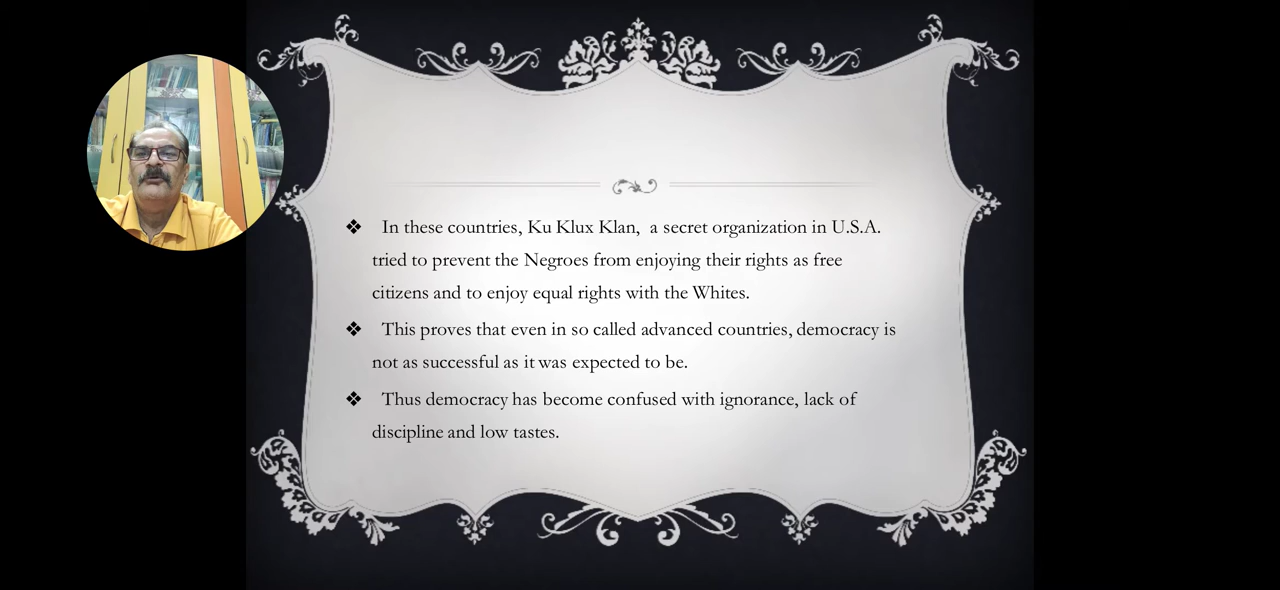 ❖ In these countries, Ku Klux Klan, a secret organization in U.S.A.
tried to prevent the Negroes from enjoying their rights as free
citizens and to enjoy equal rights with the Whites.
❖ This proves that even in so called advanced countries, democracy is
not as successful as it was expected to be.
❖ Thus democracy has become confused with ignorance, lack of
discipline and low tastes.